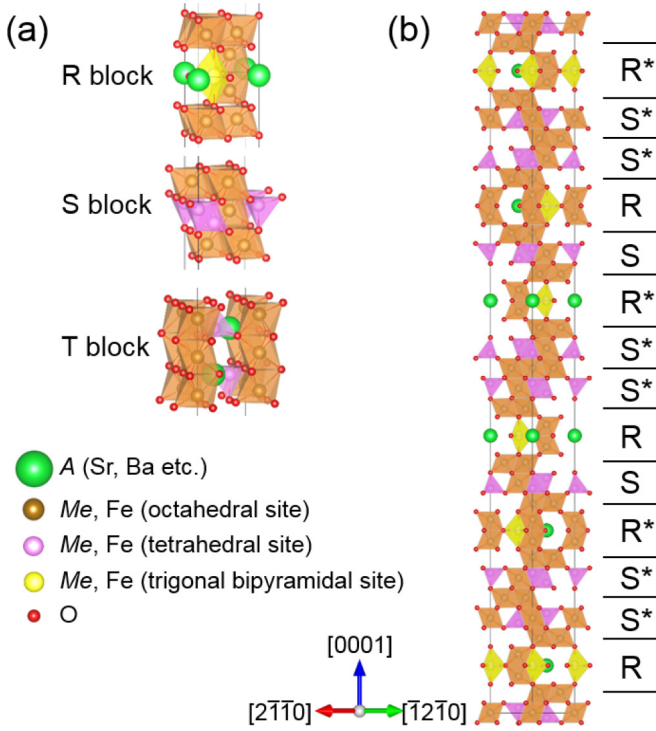 (a)
R block
S block
T block
A (Sr, Ba etc.)
Me, Fe (octahedral site)
Me, Fe (tetrahedral site)
Me, Fe (trigonal bipyramidal site)
O
[0001]
[21̅1̅0]
[1̅21̅0]
(b)
R*
S*
S*
R
S
R*
S*
S*
R
S
R*
S*
S*
R